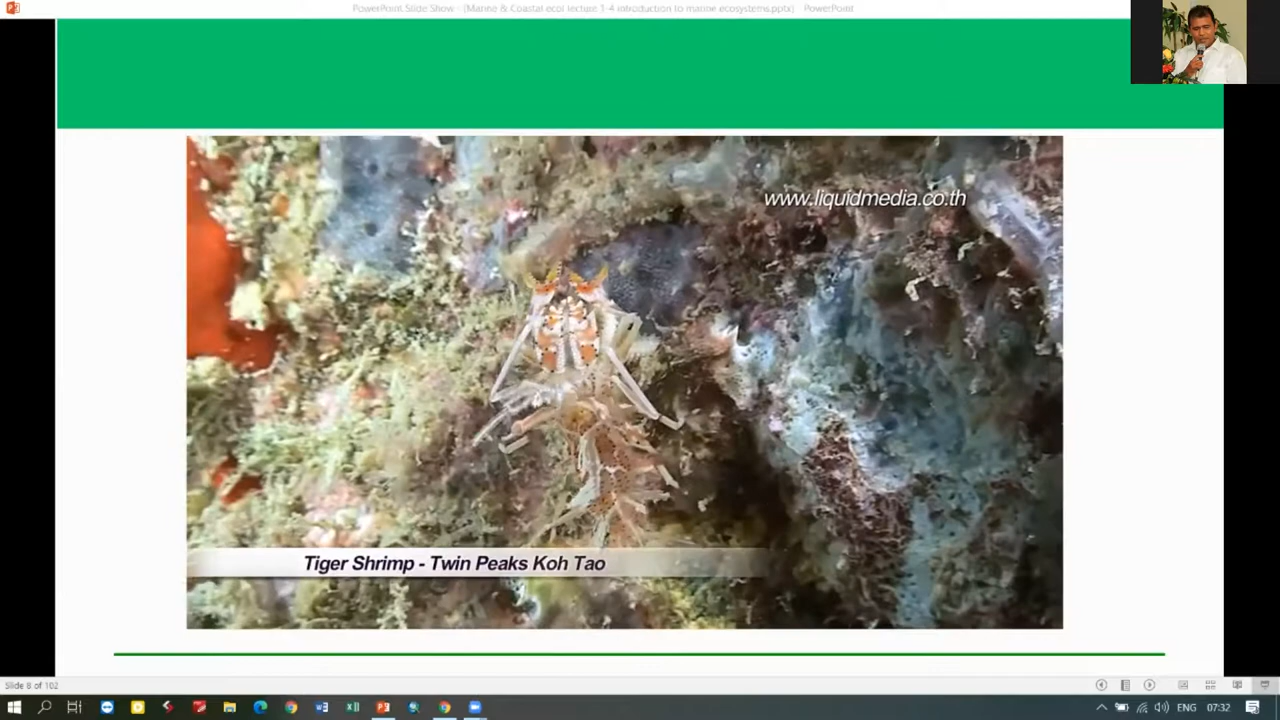 PowerPoint Slide Show - [Marine & Coastal ecol lecture 1-4 introduction to marine ecosystems.pptx] - PowerPoint
www.liquidmedia.co.th
Tiger Shrimp - Twin Peaks Koh Tao
Slide 8 of 102
ENG
07:32